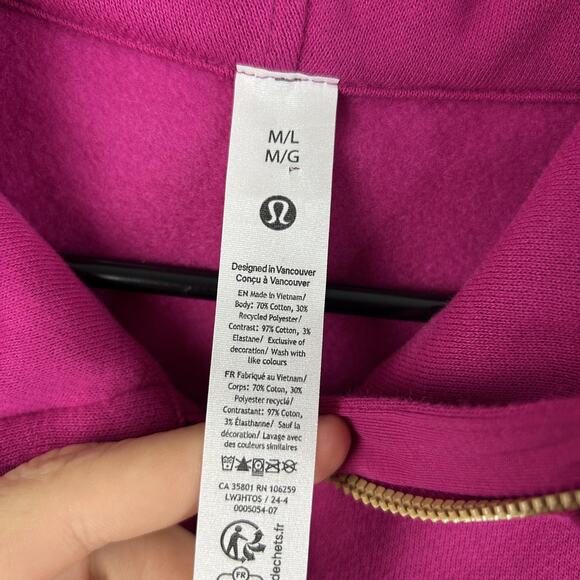 M/L
M/G
Designed in Vancouver
Conçu à Vancouver
EN Made in Vietnam/
Body: 70% Cotton, 30%
Recycled Polyester/
Contrast: 97% Cotton, 3%
Elastane/ Exclusive of
decoration/ Wash with
like colours
FR Fabriqué au Vietnam/
Corps: 70% Coton, 30%
Polyester recyclé/
Contrastant: 97% Coton,
3% Élasthanne/ Sauf la
décoration/ Lavage avec
des couleurs similaires
CA 35801 RN 106259
LW3HTOS / 24-4
0005054-07
FR
dechets.fr